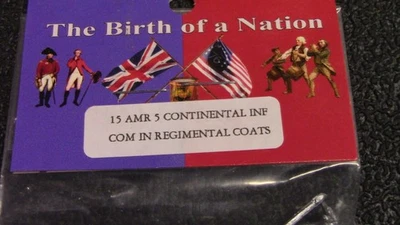 The Birth of a Nation
15 AMR 5 CONTINENTAL INF
COM IN REGIMENTAL COATS